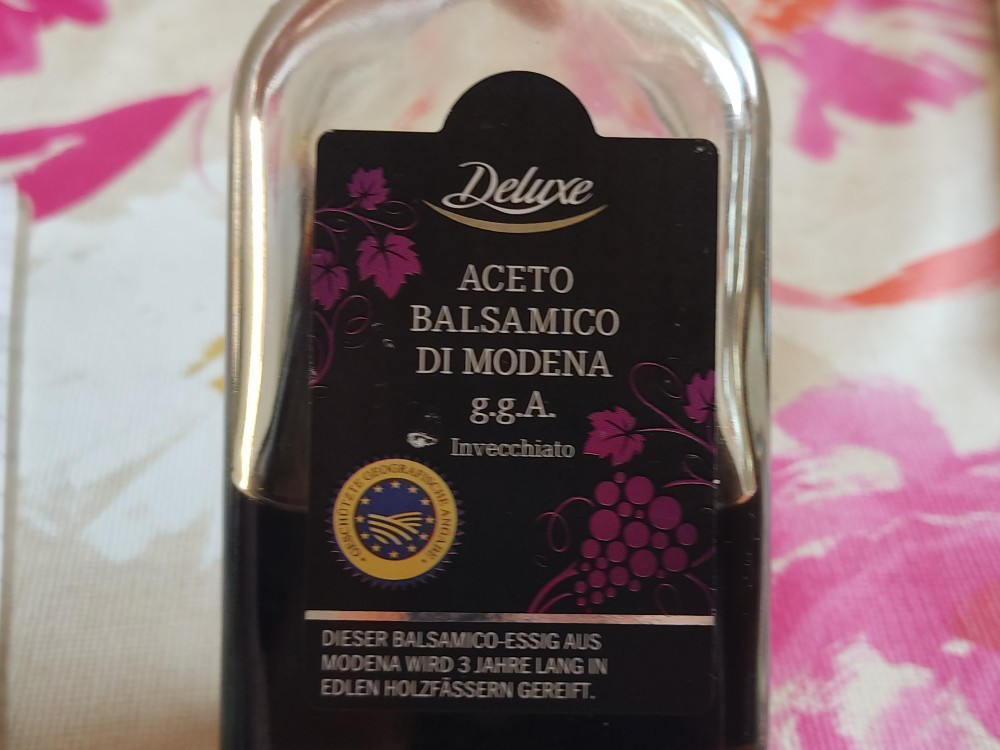 Deluxe
ACETO
BALSAMICO
DI MODENA
g.g.A.
Invecchiato
GESCHÜTZTE GEOGRAFISCHE ANGABE
DIESER BALSAMICO-ESSIG AUS
MODENA WIRD 3 JAHRE LANG IN
EDLEN HOLZFÄSSERN GEREIFT.